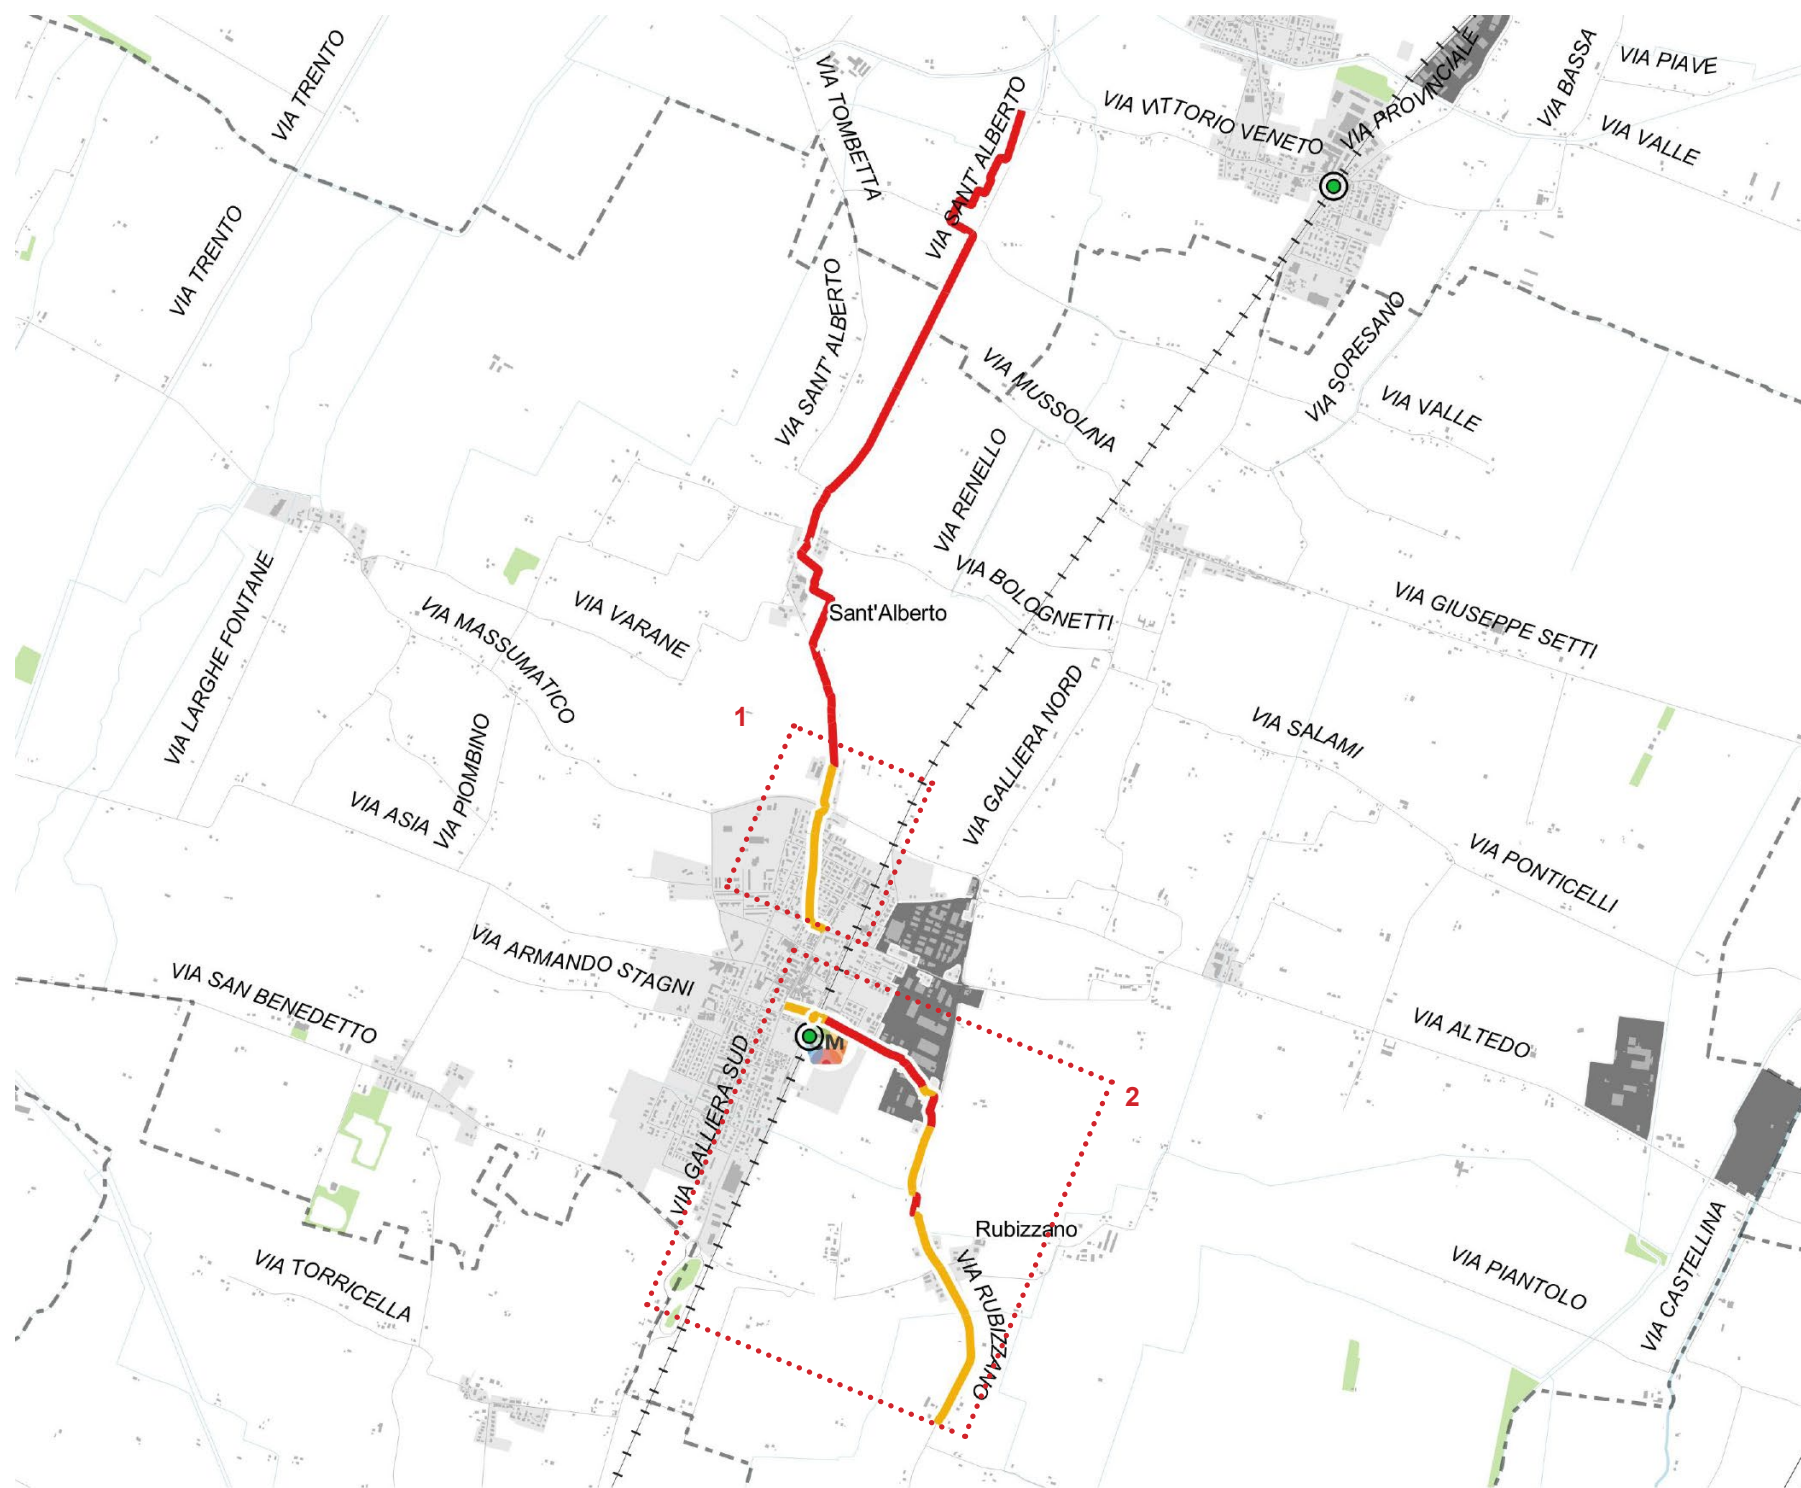 VIA TRENTO
VIA TOMBETTA
VIA SANT'ALBERTO
VIA VITTORIO VENETO
VIA PROVINCIALE
VIA BASSA
VIA PIAVE
VIA VALLE
VIA TRENTO
VIA SANT'ALBERTO
VIA MUSSOLINA
VIA SORESANO
VIA VALLE
VIA RENELLO
VIA BOLOGNETTI
VIA LARGHE FONTANE
VIA MASSUMATICO
VIA VARANE
Sant'Alberto
VIA GIUSEPPE SETTI
1
VIA GALLIERA NORD
VIA SALAMI
VIA ASIA
VIA PIOMBINO
VIA PONTICELLI
VIA ARMANDO STAGNI
VIA SAN BENEDETTO
VIA ALTEDO
M
2
VIA GALLIERA SUD
Rubizzano
VIA RUBIZZANO
VIA TORRICELLA
VIA PIANTOLO
VIA CASTELLINA